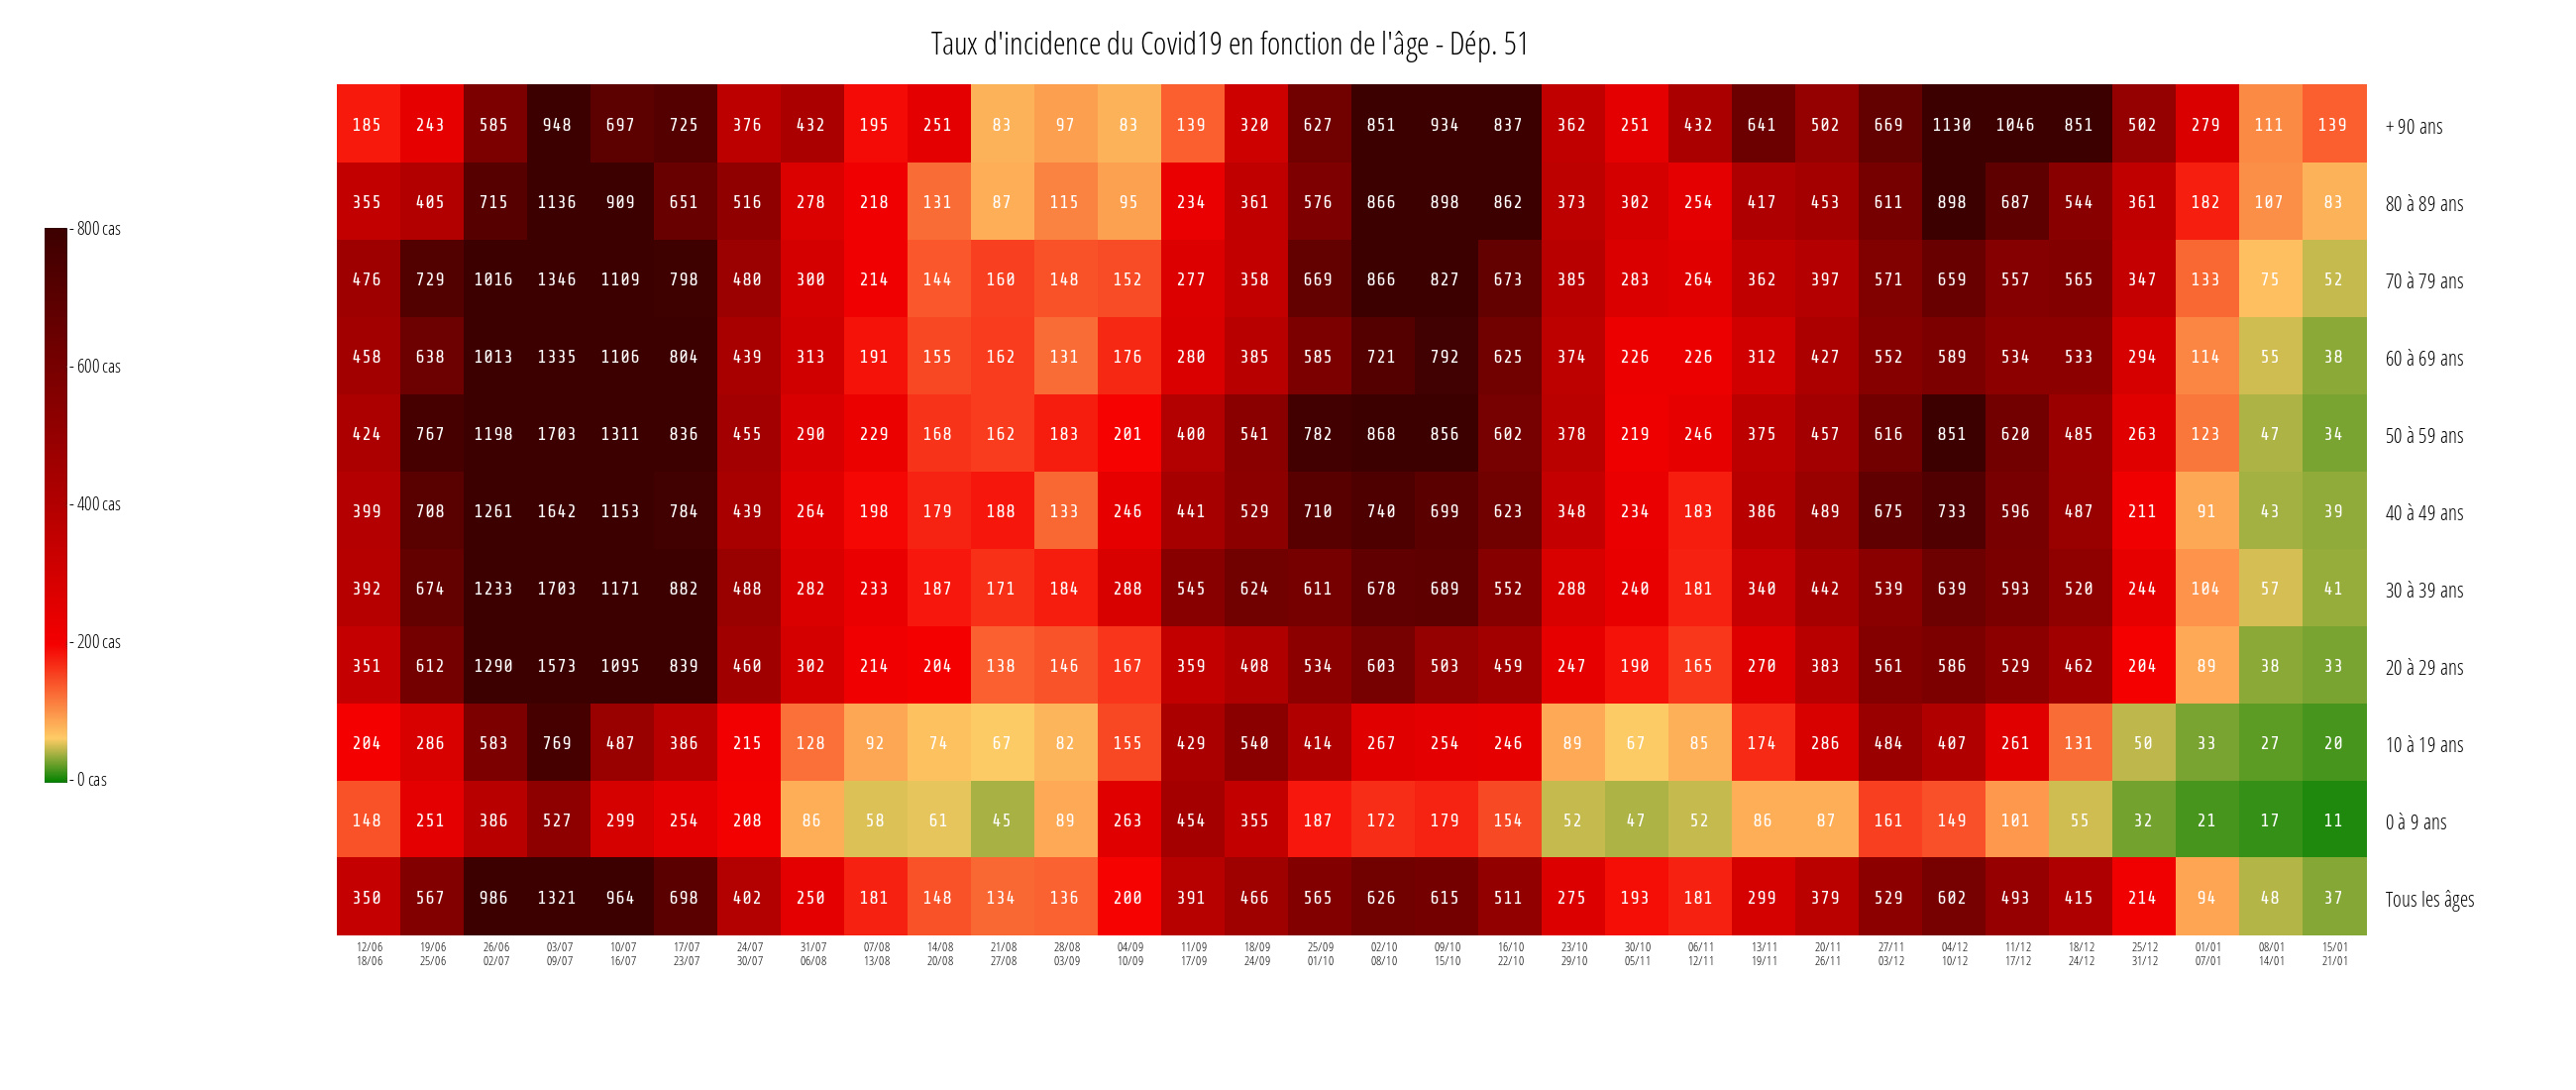 Taux d'incidence du Covid19 en fonction de l'âge - Dép. 51
185 243 585 948 697 725 376 432 195 251 83 97 83 139 320 627 851 934 837 362 251 432 641 502 669 1130 1046 851 502 279 111 139 + 90 ans
355 405 715 1136 909 651 516 278 218 131 87 115 95 234 361 576 866 898 862 373 302 254 417 453 611 898 687 544 361 182 107 83 80 à 89 ans
- 800 cas
476 729 1016 1346 1109 798 480 300 214 144 160 148 152 277 358 669 866 827 673 385 283 264 362 397 571 659 557 565 347 133 75 52 70 à 79 ans
458 638 1013 1335 1106 804 439 313 191 155 162 131 176 280 385 585 721 792 625 374 226 226 312 427 552 589 534 533 294 114 55 38 60 à 69 ans
- 600 cas
424 767 1198 1703 1311 836 455 290 229 168 162 183 201 400 541 782 868 856 602 378 219 246 375 457 616 851 620 485 263 123 47 34 50 à 59 ans
- 400 cas
399 708 1261 1642 1153 784 439 264 198 179 188 133 246 441 529 710 740 699 623 348 234 183 386 489 675 733 596 487 211 91 43 39 40 à 49 ans
392 674 1233 1703 1171 882 488 282 233 187 171 184 288 545 624 611 678 689 552 288 240 181 340 442 539 639 593 520 244 104 57 41 30 à 39 ans
- 200 cas
351 612 1290 1573 1095 839 460 302 214 204 138 146 167 359 408 534 603 503 459 247 190 165 270 383 561 586 529 462 204 89 38 33 20 à 29 ans
204 286 583 769 487 386 215 128 92 74 67 82 155 429 540 414 267 254 246 89 67 85 174 286 484 407 261 131 50 33 27 20 10 à 19 ans
- 0 cas
148 251 386 527 299 254 208 86 58 61 45 89 263 454 355 187 172 179 154 52 47 52 86 87 161 149 101 55 32 21 17 11 0 à 9 ans
350 567 986 1321 964 698 402 250 181 148 134 136 200 391 466 565 626 615 511 275 193 181 299 379 529 602 493 415 214 94 48 37 Tous les âges
12/06 19/06 26/06 03/07 10/07 17/07 24/07 31/07 07/08 14/08 21/08 28/08 04/09 11/09 18/09 25/09 02/10 09/10 16/10 23/10 30/10 06/11 13/11 20/11 27/11 04/12 11/12 18/12 25/12 01/01 08/01 15/01
18/06 25/06 02/07 09/07 16/07 23/07 30/07 06/08 13/08 20/08 27/08 03/09 10/09 17/09 24/09 01/10 08/10 15/10 22/10 29/10 05/11 12/11 19/11 26/11 03/12 10/12 17/12 24/12 31/12 07/01 14/01 21/01